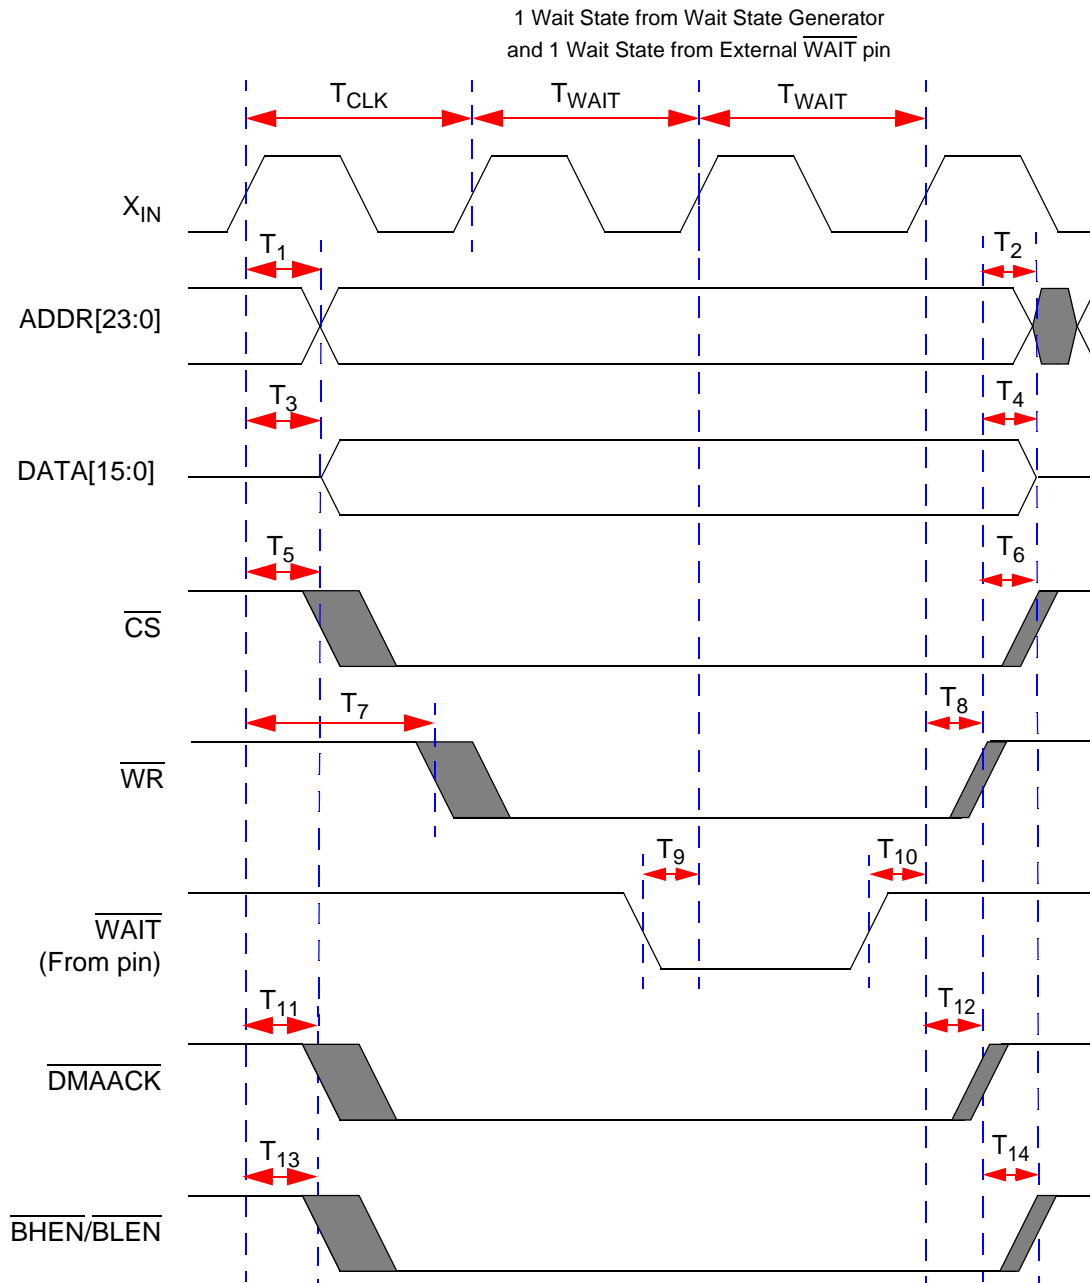 1 Wait State from Wait State Generator
and 1 Wait State from External WAIT pin
TCLK TWAIT TWAIT
XIN
T1 T2
ADDR[23:0]
T3 T4
DATA[15:0]
T5 T6
CS
T7 T8
WR
T9 T10
WAIT
(From pin)
T11 T12
DMAACK
T13 T14
BHEN/BLEN